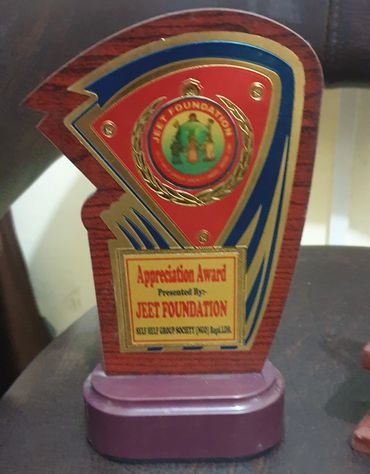 JEET FOUNDATION
Appreciation Award
Presented By:-
JEET FOUNDATION
SELF HELP GROUP SOCIETY (NGO) Regd.LDH.